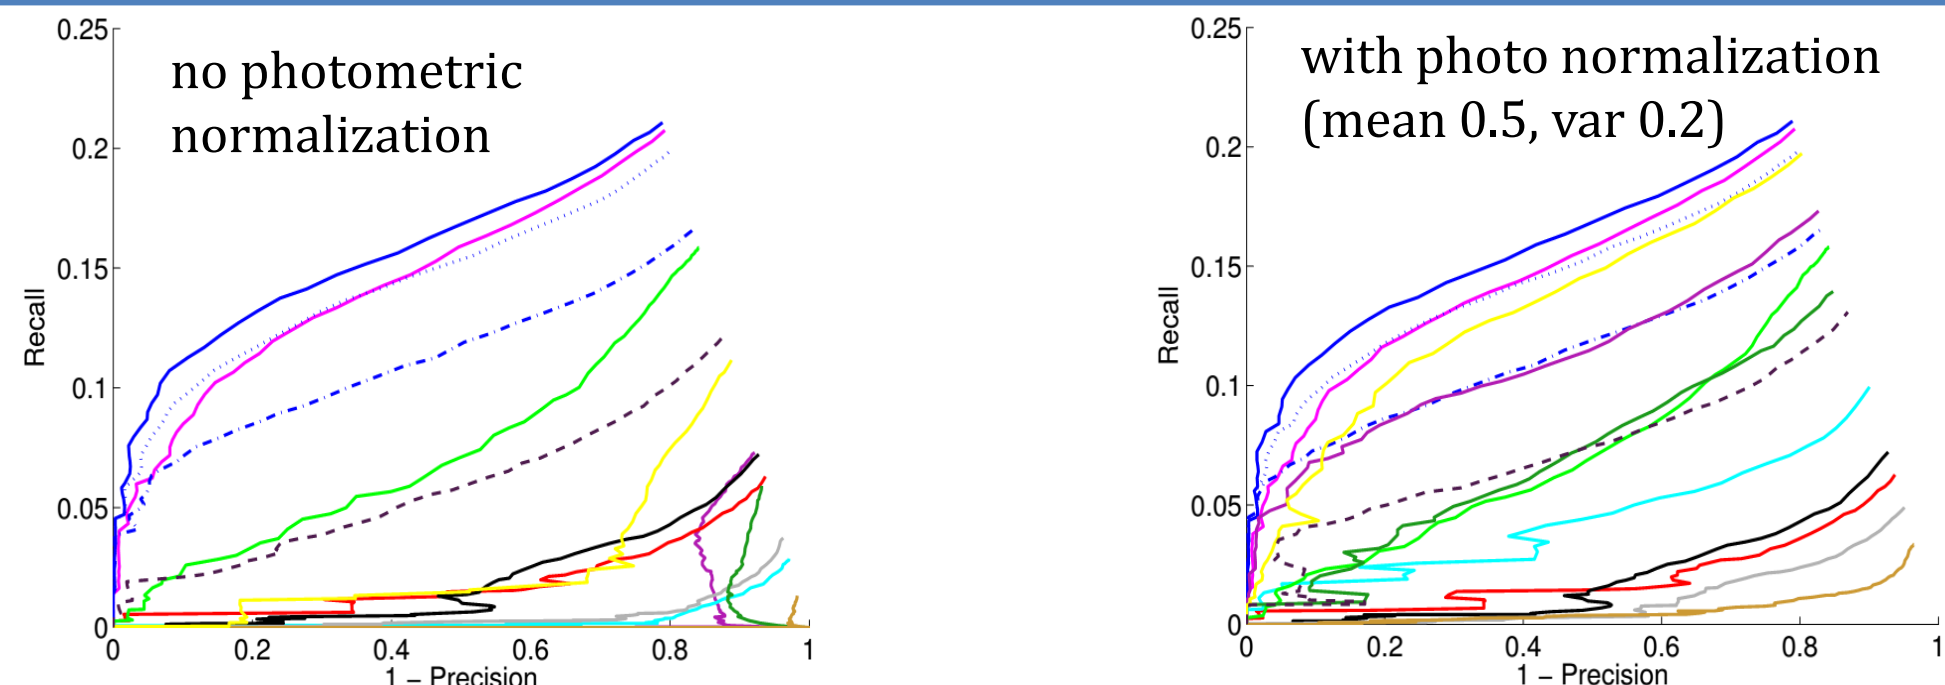 no photometric
normalization
0.25
0.2
0.15
0.1
0.05
0
Recall
0 0.2 0.4 0.6 0.8 1
1 − Precision
with photo normalization
(mean 0.5, var 0.2)
0.25
0.2
0.15
0.1
0.05
0
Recall
0 0.2 0.4 0.6 0.8 1
1 − Precision